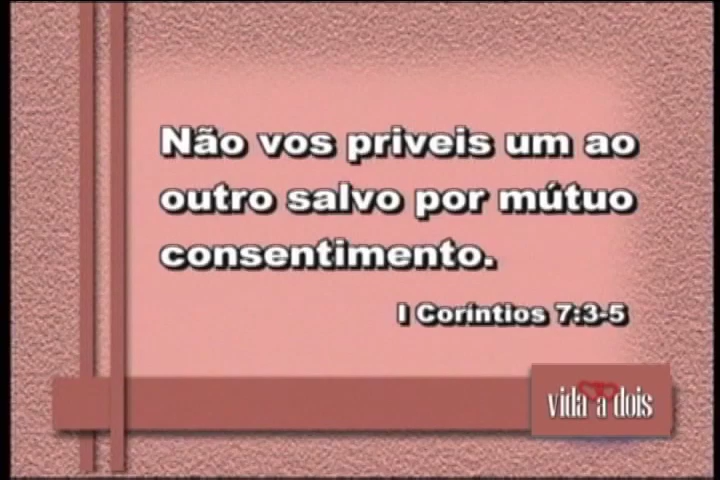 Não vos priveis um ao
outro salvo por mútuo
consentimento.
I Coríntios 7:3-5
vida a dois